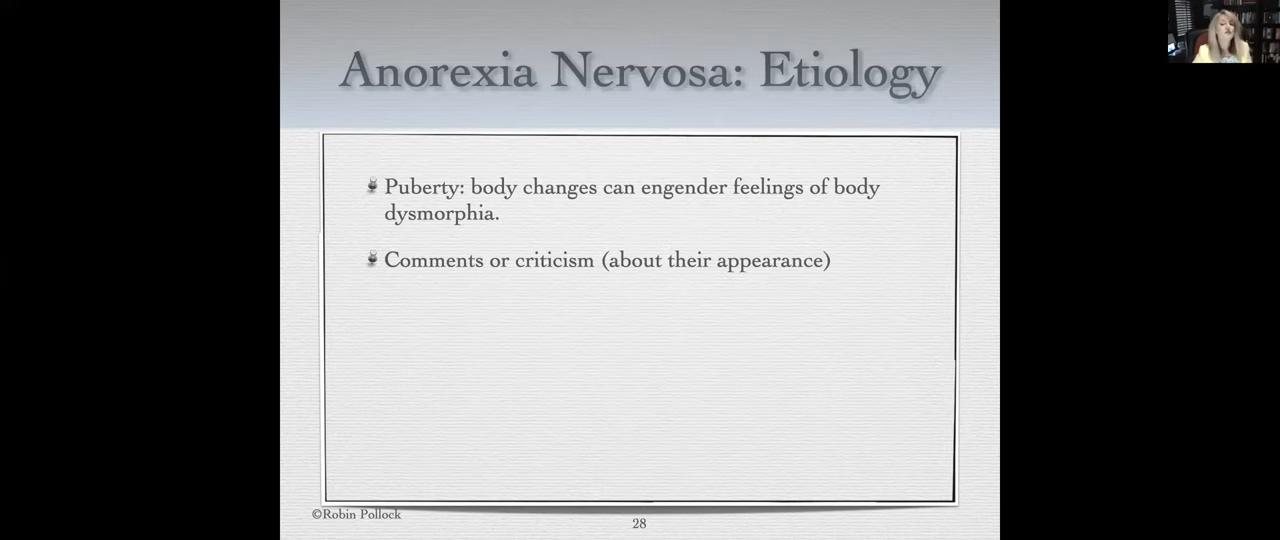 Anorexia Nervosa: Etiology
Puberty: body changes can engender feelings of body
dysmorphia.
Comments or criticism (about their appearance)
©Robin Pollock
28